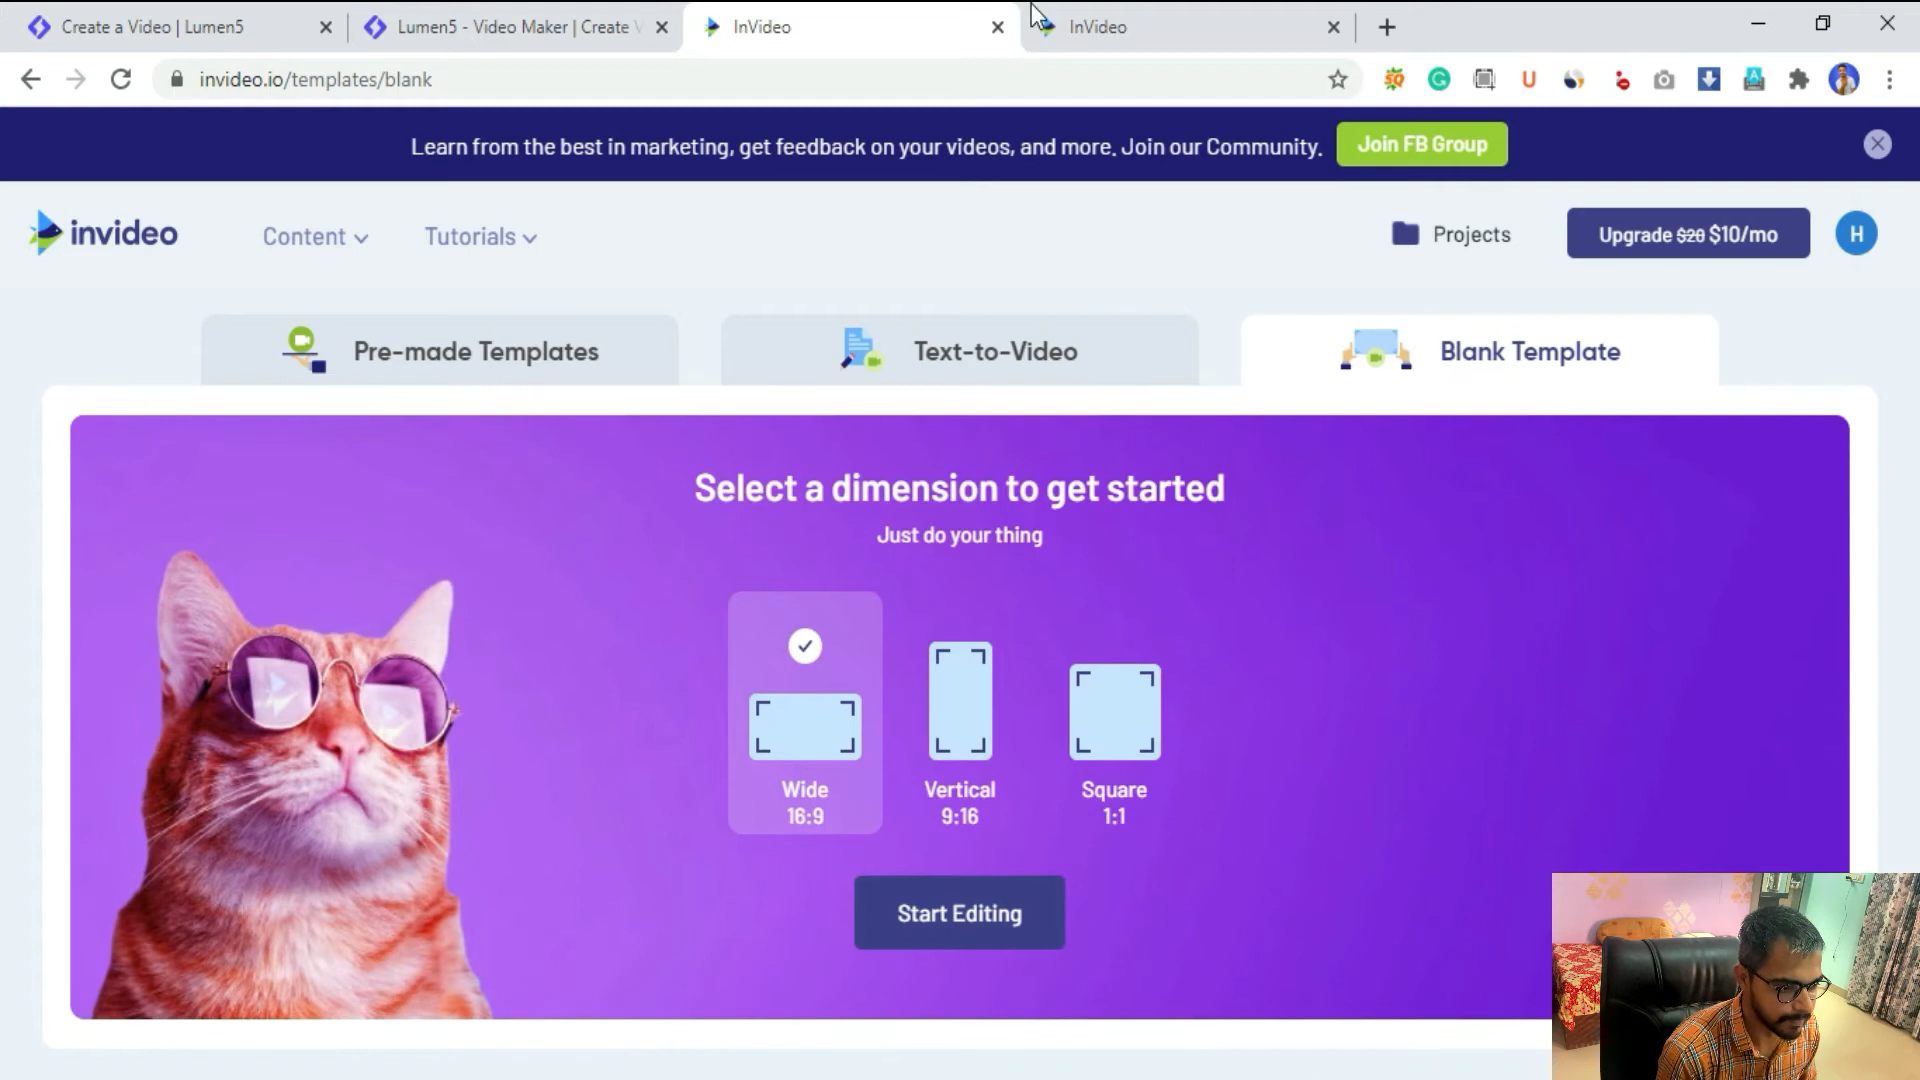 Create a Video | Lumen5
Lumen5 - Video Maker | Create V
InVideo
InVideo
invideo.io/templates/blank
Learn from the best in marketing, get feedback on your videos, and more. Join our Community.
Join FB Group
invideo
Content
Tutorials
Projects
Upgrade $20 $10/mo
H
Pre-made Templates
Text-to-Video
Blank Template
Select a dimension to get started
Just do your thing
Wide
16:9
Vertical
9:16
Square
1:1
Start Editing